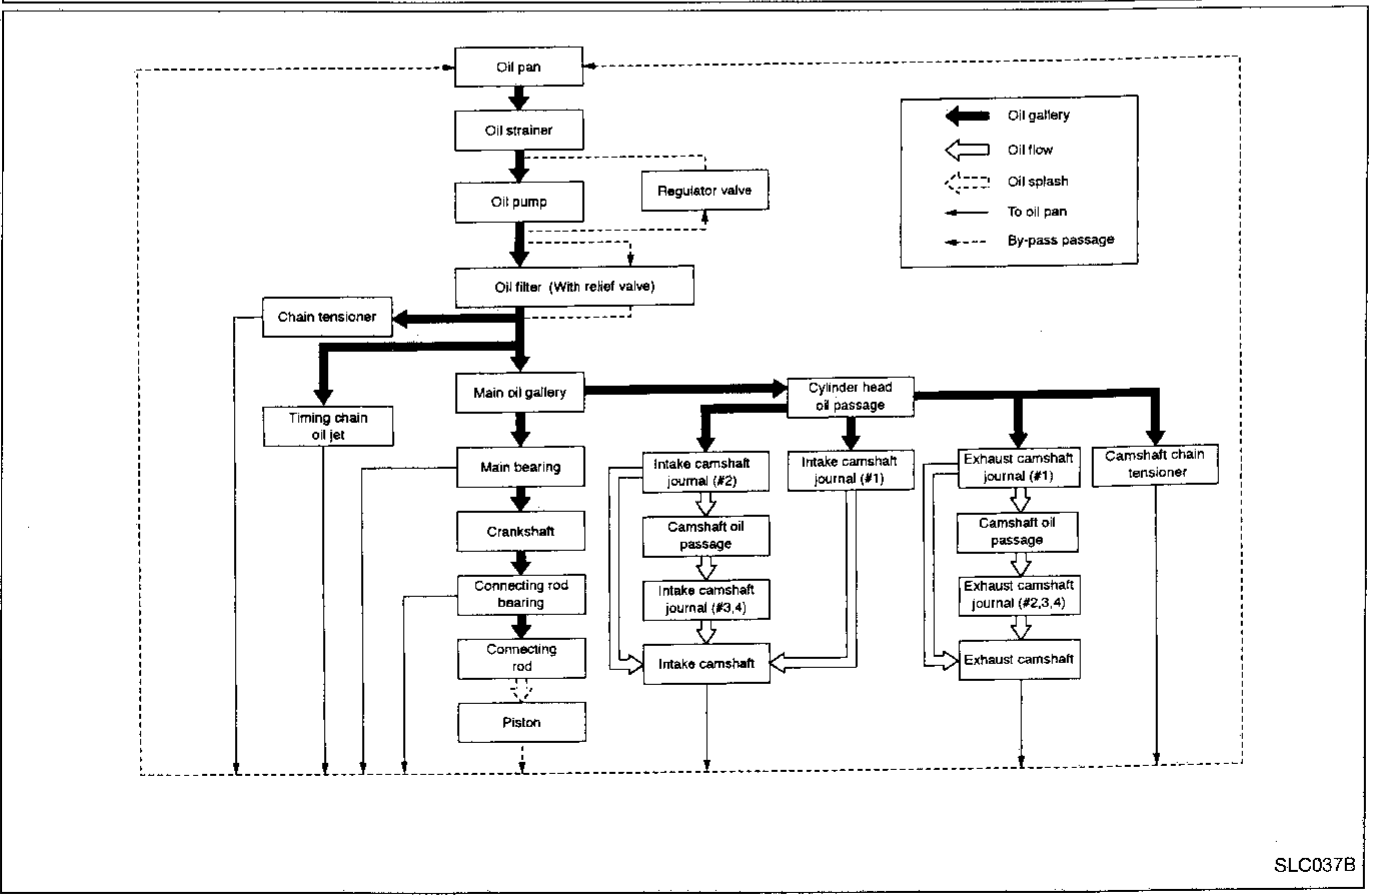 Oil pan
Oil strainer
Oil pump
Regulator valve
Oil filter (With relief valve)
Oil gallery
Oil flow
Oil splash
To oil pan
By-pass passage
Chain tensioner
Timing chain
oil jet
Main oil gallery
Cylinder head
oil passage
Main bearing
Intake camshaft
journal (#2)
Intake camshaft
journal (#1)
Exhaust camshaft
journal (#1)
Camshaft chain
tensioner
Crankshaft
Camshaft oil
passage
Camshaft oil
passage
Connecting rod
bearing
Intake camshaft
journal (#3,4)
Exhaust camshaft
journal (#2,3,4)
Connecting
rod
Intake camshaft
Exhaust camshaft
Piston
SLC037B